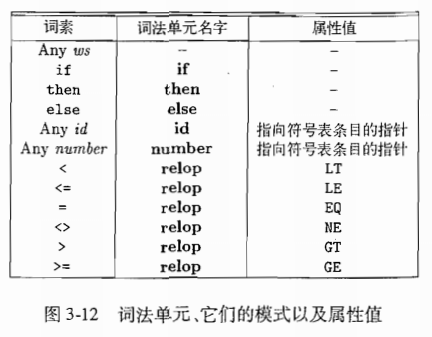 词素 词法单元名字 属性值
Any ws -- –
if if –
then then –
else else –
Any id id 指向符号表条目的指针
Any number number 指向符号表条目的指针
< relop LT
<= relop LE
= relop EQ
<> relop NE
> relop GT
>= relop GE
图 3-12 词法单元、它们的模式以及属性值